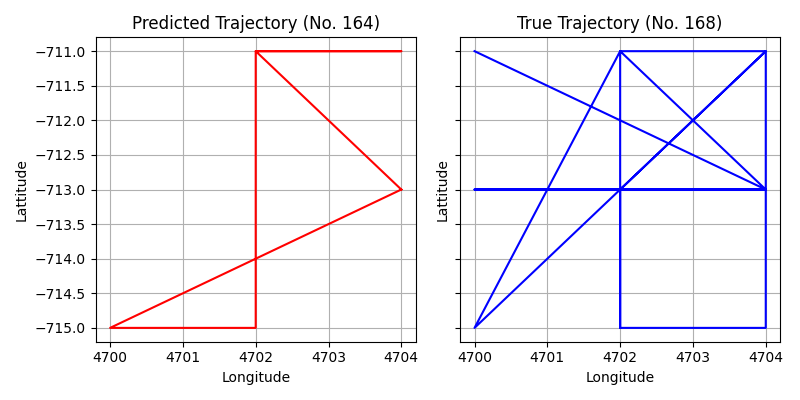 Predicted Trajectory (No. 164)
True Trajectory (No. 168)
Lattitude
−711.0
−711.5
−712.0
−712.5
−713.0
−713.5
−714.0
−714.5
−715.0
4700 4701 4702 4703 4704
Longitude
Lattitude
4700 4701 4702 4703 4704
Longitude